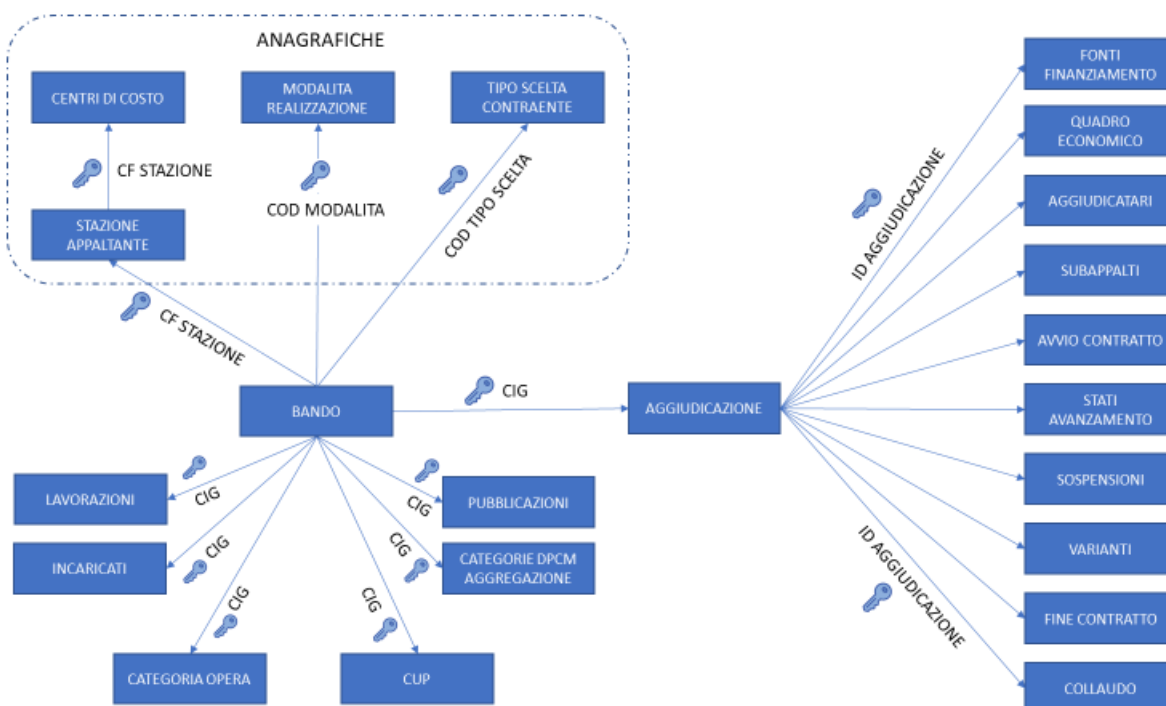 ANAGRAFICHE
CENTRI DI COSTO
MODALITA
REALIZZAZIONE
TIPO SCELTA
CONTRAENTE
CF STAZIONE
COD MODALITA
COD TIPO SCELTA
STAZIONE
APPALTANTE
CF STAZIONE
BANDO
CIG
AGGIUDICAZIONE
LAVORAZIONI
CIG
CIG
PUBBLICAZIONI
INCARICATI
CIG
CIG
CATEGORIE DPCM
AGGREGAZIONE
CIG
CIG
CATEGORIA OPERA
CUP
ID AGGIUDICAZIONE
ID AGGIUDICAZIONE
FONTI
FINANZIAMENTO
QUADRO
ECONOMICO
AGGIUDICATARI
SUBAPPALTI
AVVIO CONTRATTO
STATI
AVANZAMENTO
SOSPENSIONI
VARIANTI
FINE CONTRATTO
COLLAUDO